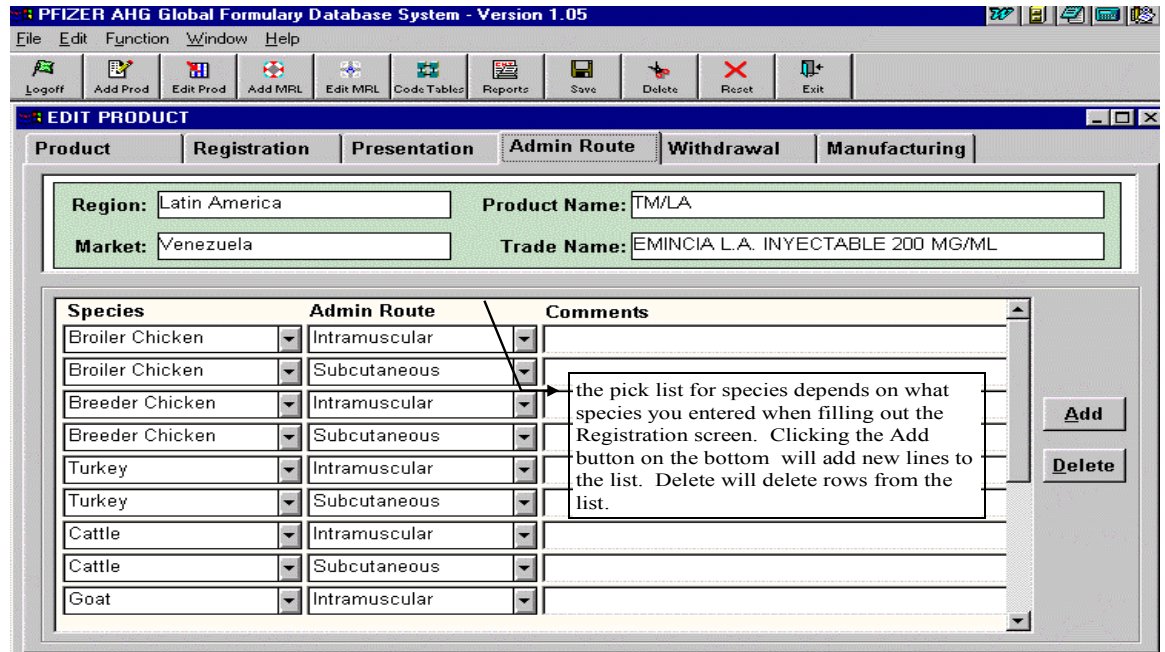 PFIZER AHG Global Formulary Database System - Version 1.05
File Edit Function Window Help
Logoff Add Prod Edit Prod Add MRL Edit MRL Code Tables Reports Save Delete Reset Exit
EDIT PRODUCT
Product Registration Presentation Admin Route Withdrawal Manufacturing
Region: Latin America Product Name: TM/LA
Market: Venezuela Trade Name: EMINCIA L.A. INYECTABLE 200 MG/ML
Species Admin Route Comments
Broiler Chicken Intramuscular
Broiler Chicken Subcutaneous
Breeder Chicken Intramuscular
Breeder Chicken Subcutaneous
Turkey Intramuscular
Turkey Subcutaneous
Cattle Intramuscular
Cattle Subcutaneous
Goat Intramuscular
the pick list for species depends on what
species you entered when filling out the
Registration screen. Clicking the Add
button on the bottom will add new lines to
the list. Delete will delete rows from the
list.
Add
Delete